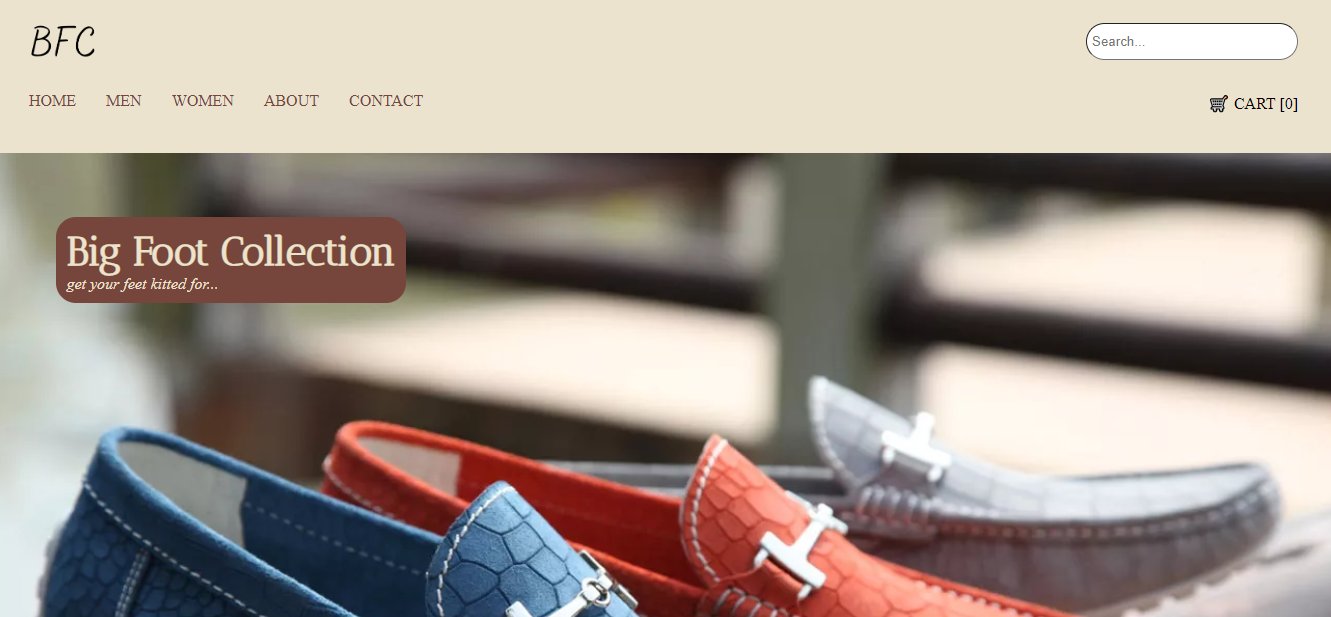 BFC
Search...
HOME MEN WOMEN ABOUT CONTACT
CART [0]
Big Foot Collection
get your feet kitted for...